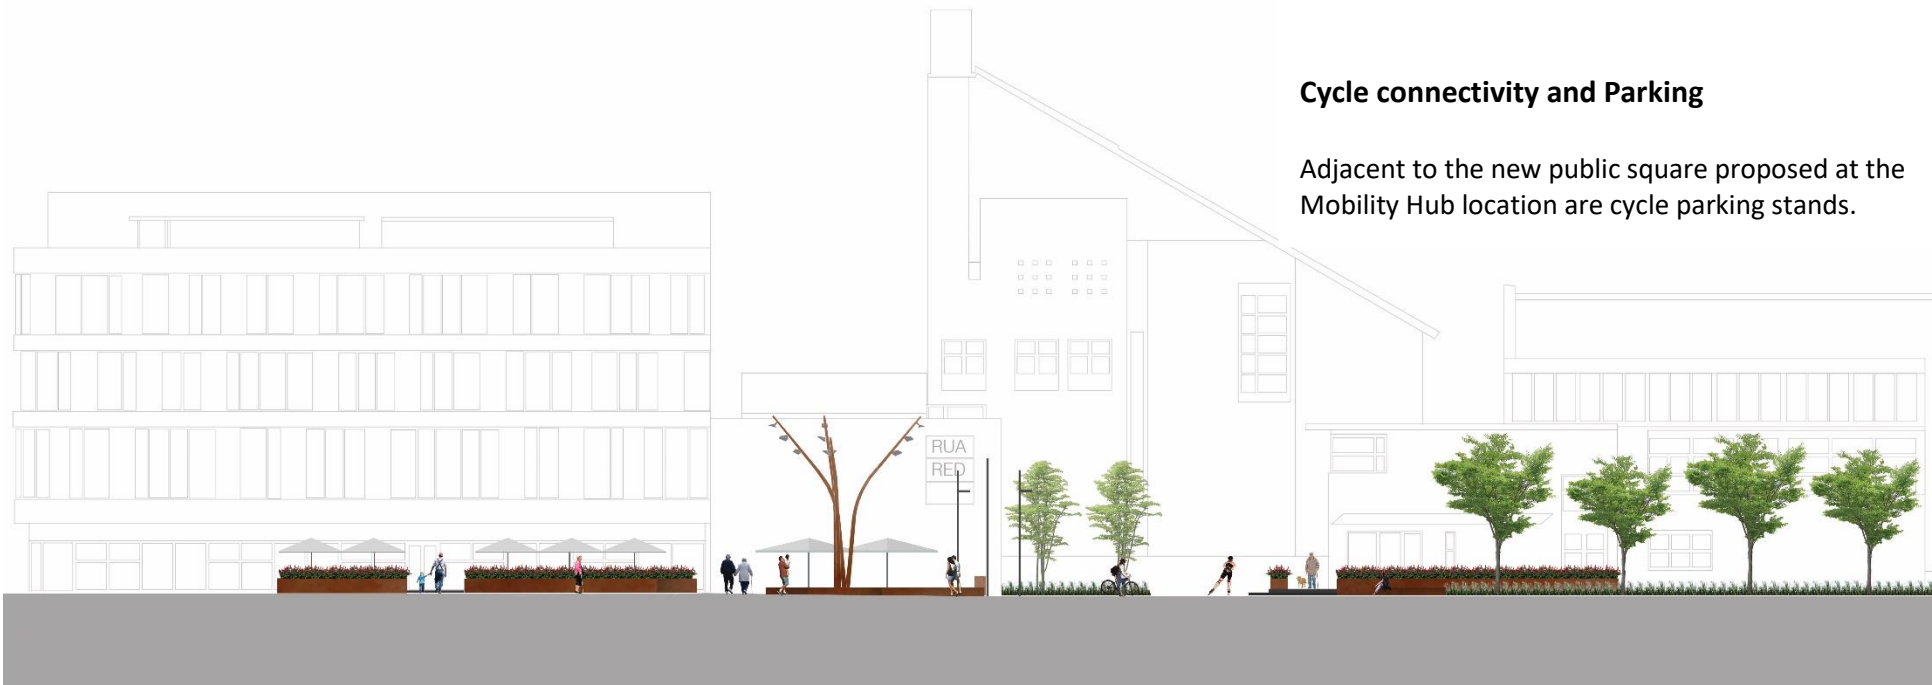 Cycle connectivity and Parking
Adjacent to the new public square proposed at the
Mobility Hub location are cycle parking stands.
RUA
RED